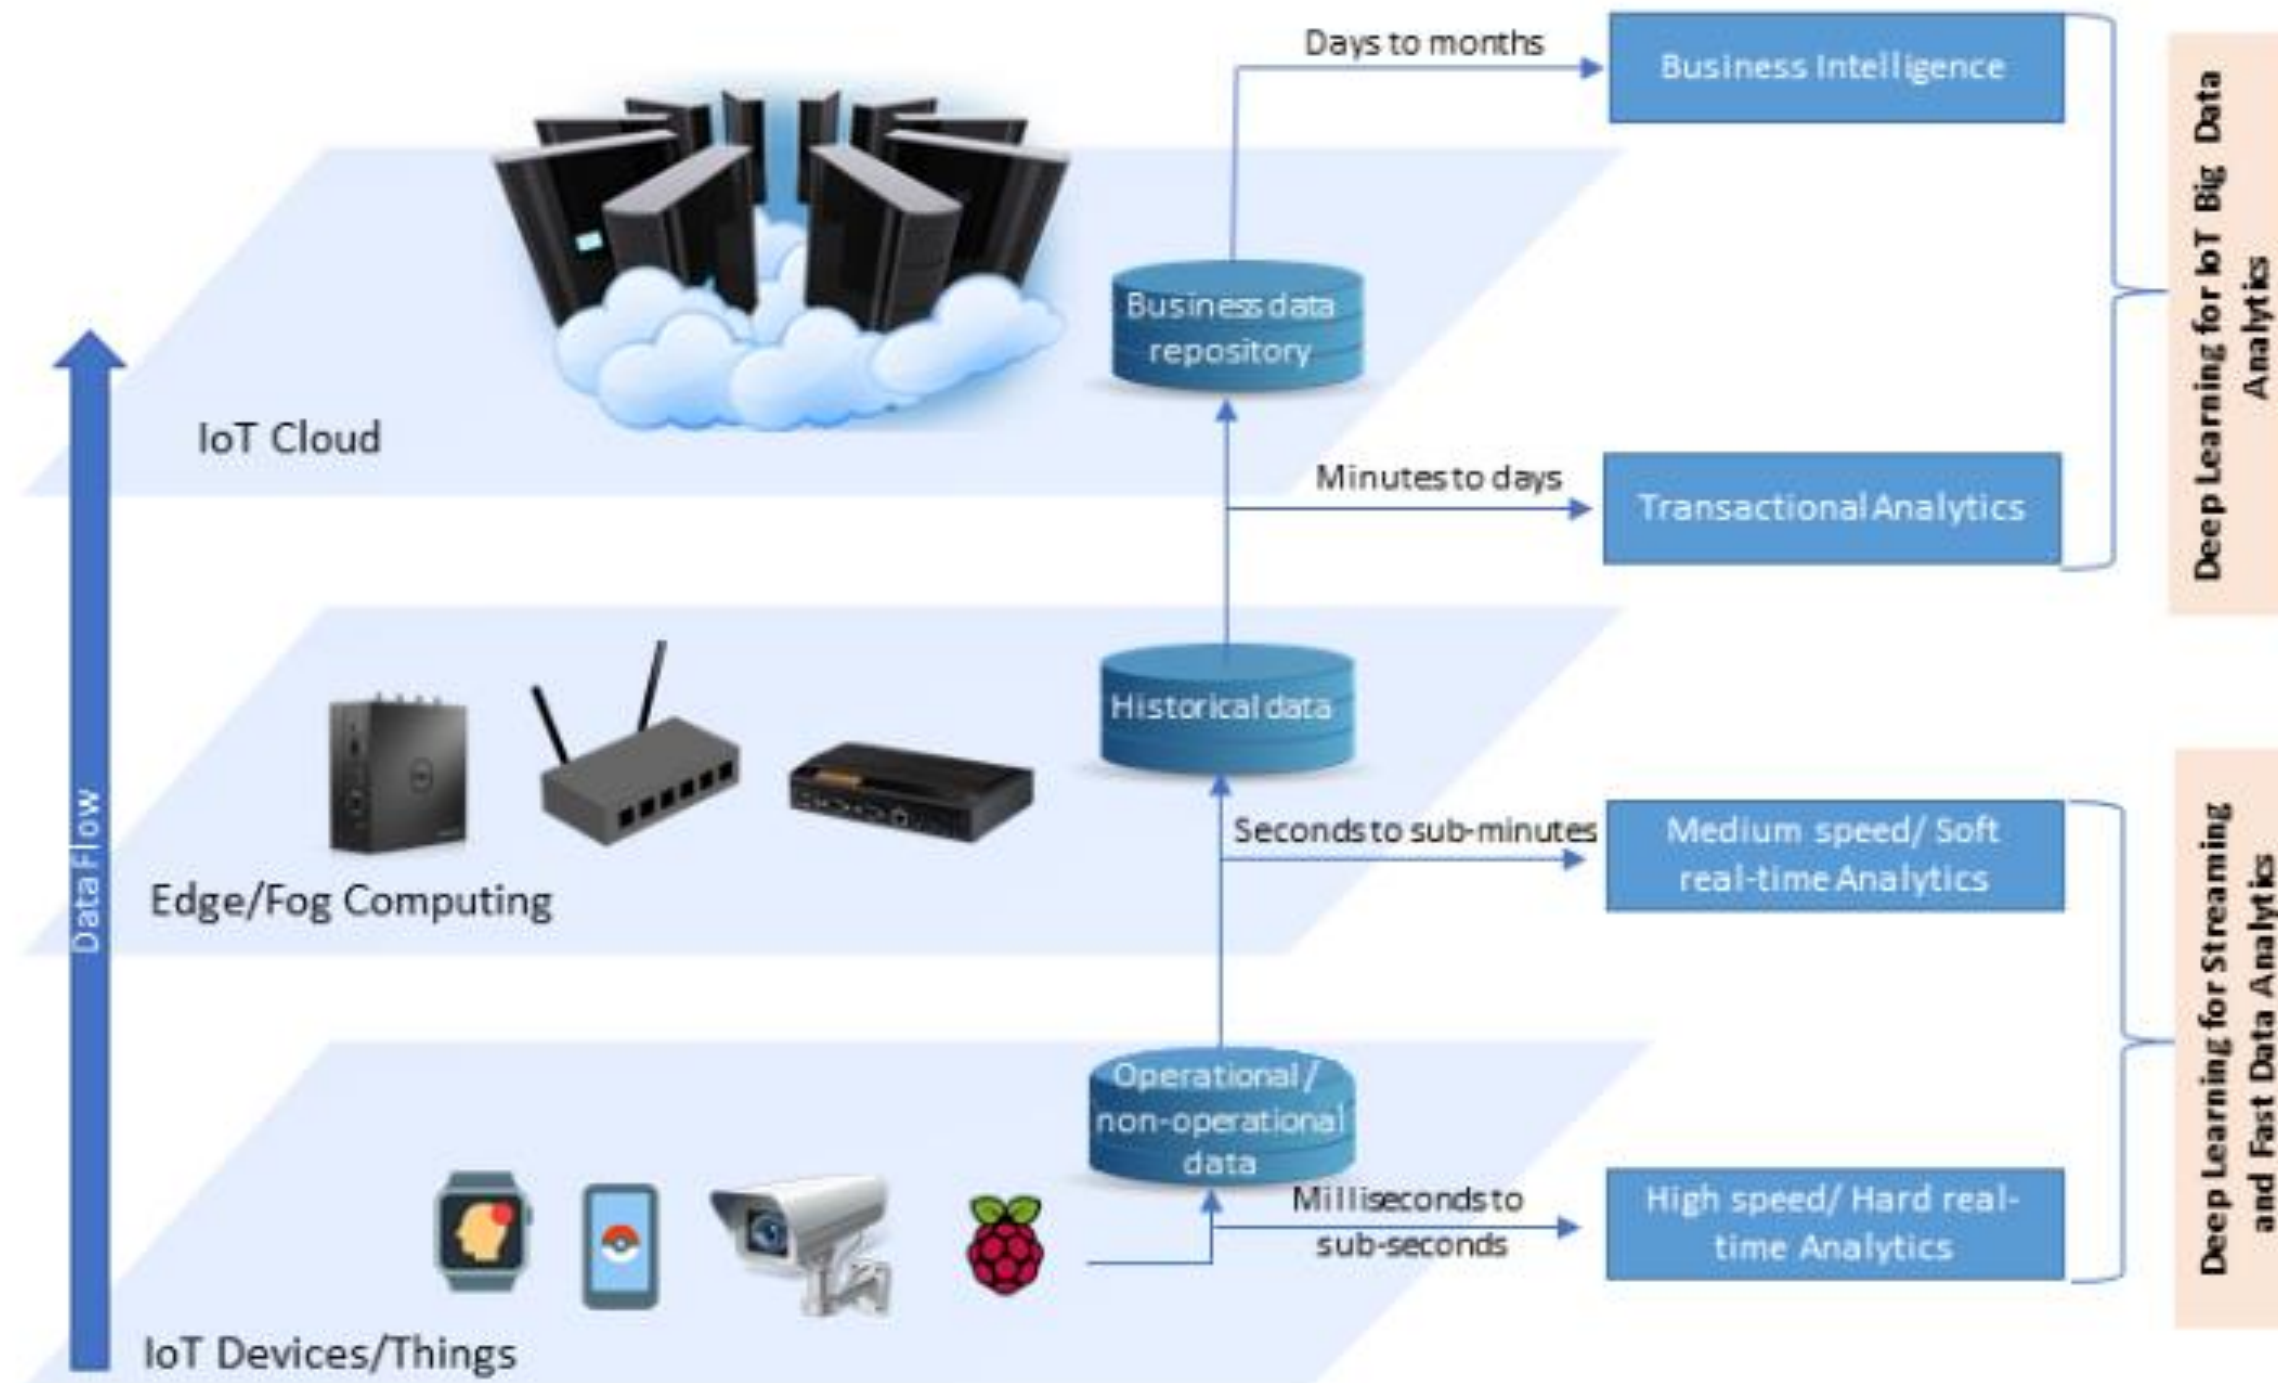 Days to months
Business Intelligence
Business data
repository
IoT Cloud
Minutes to days
Transactional Analytics
Deep Learning for IoT Big Data
Analytics
Historical data
Data Flow
Edge/Fog Computing
Seconds to sub-minutes
Medium speed/ Soft
real-time Analytics
Operational /
non-operational
data
Milliseconds to
sub-seconds
High speed/ Hard real-
time Analytics
Deep Learning for Streaming
and Fast Data Analytics
IoT Devices/Things